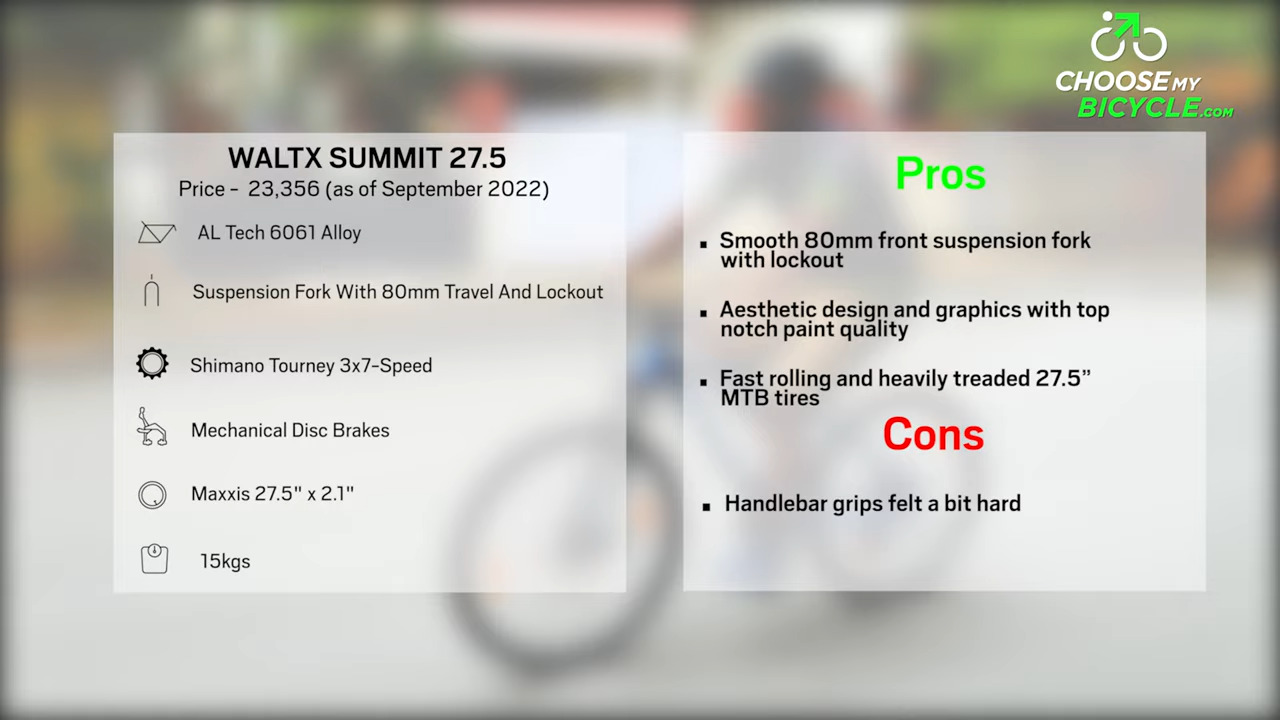 CHOOSE MY
BICYCLE.COM
WALTX SUMMIT 27.5
Price - 23,356 (as of September 2022)
AL Tech 6061 Alloy
Suspension Fork With 80mm Travel And Lockout
Shimano Tourney 3x7-Speed
Mechanical Disc Brakes
Maxxis 27.5" x 2.1"
15kgs
Pros
▪ Smooth 80mm front suspension fork
with lockout
▪ Aesthetic design and graphics with top
notch paint quality
▪ Fast rolling and heavily treaded 27.5”
MTB tires
Cons
▪ Handlebar grips felt a bit hard